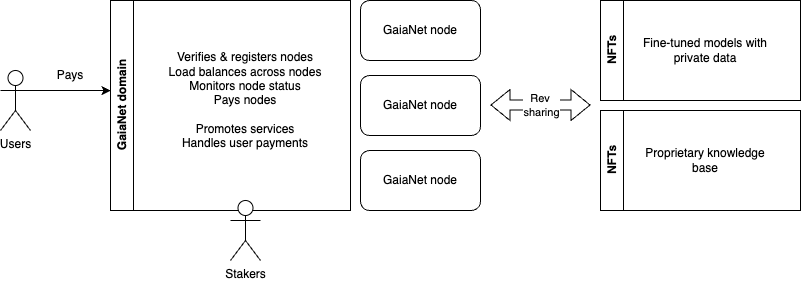 Users
Pays
GaiaNet domain
Verifies & registers nodes
Load balances across nodes
Monitors node status
Pays nodes
Promotes services
Handles user payments
Stakers
GaiaNet node
GaiaNet node
GaiaNet node
Rev
sharing
NFTs
Fine-tuned models with
private data
NFTs
Proprietary knowledge
base